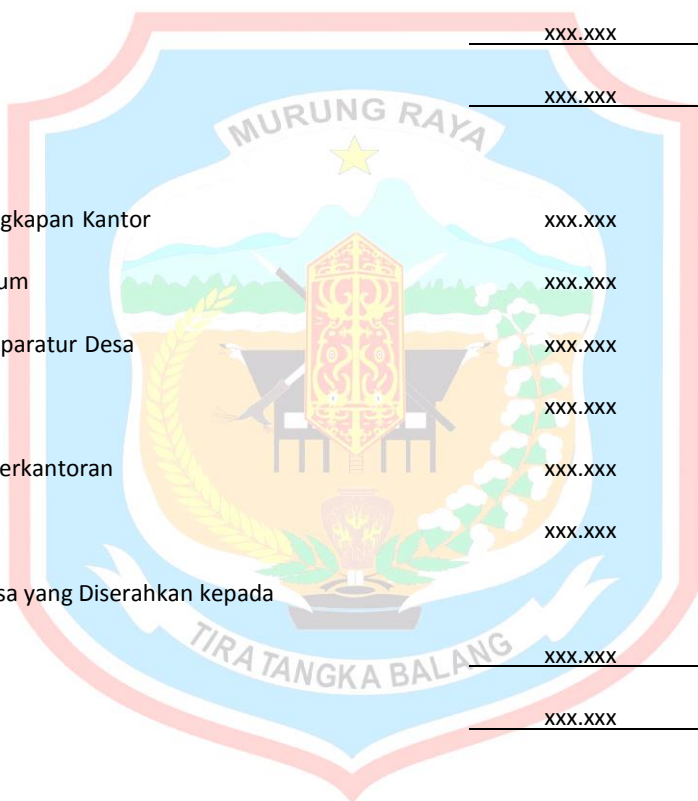 xxx.xxx
xxx.xxx
MURUNG RAYA
gkapan Kantor xxx.xxx
um xxx.xxx
paratur Desa xxx.xxx
xxx.xxx
erkantoran xxx.xxx
xxx.xxx
sa yang Diserahkan kepada
TIRA TANGKA BALANG
xxx.xxx
xxx.xxx